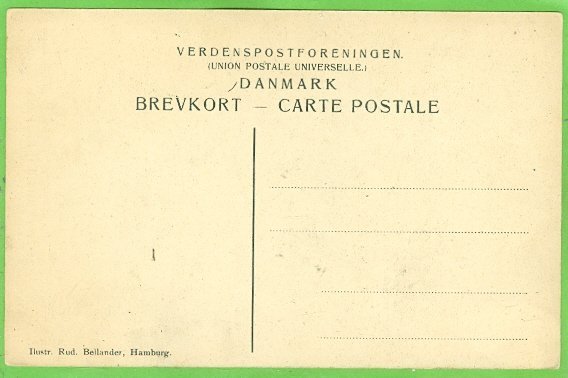 VERDENSPOSTFORENINGEN.
(UNION POSTALE UNIVERSELLE.)
DANMARK
BREVKORT — CARTE POSTALE
Ilustr. Rud. Bellander, Hamburg.